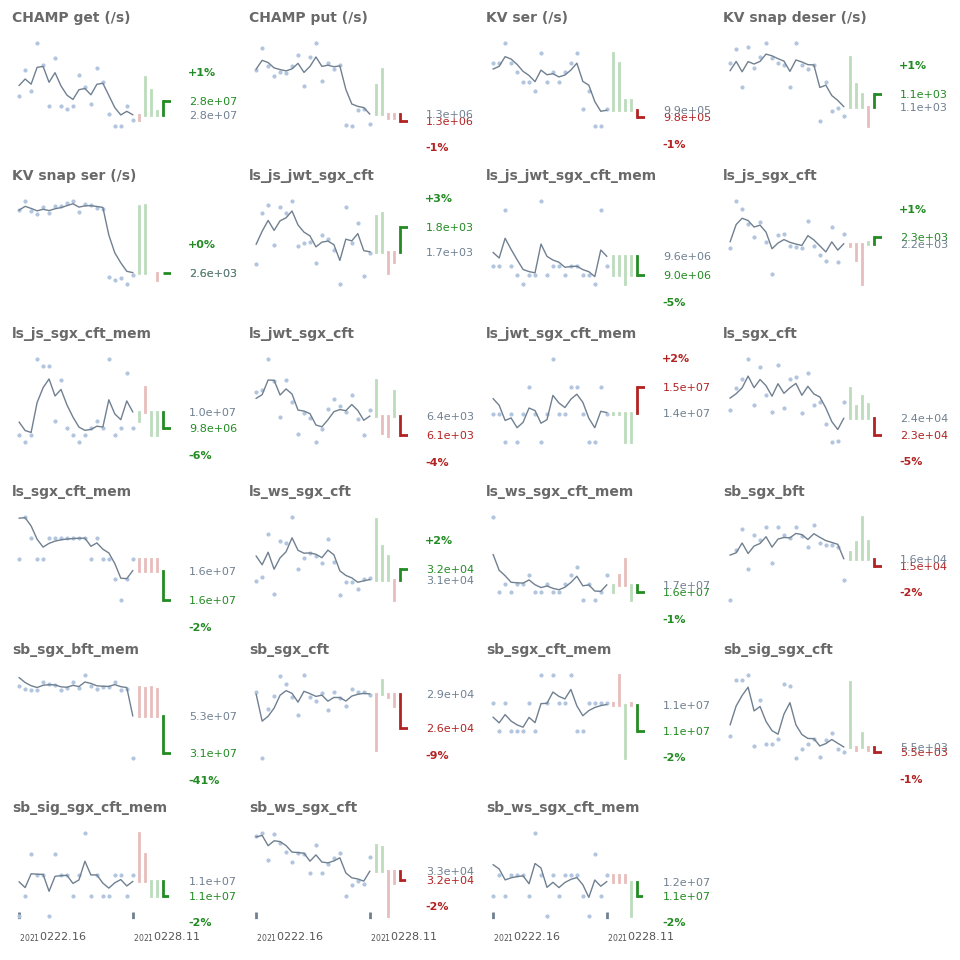 CHAMP get (/s)
+1%
2.8e+07
2.8e+07
CHAMP put (/s)
1.3e+06
1.3e+06
-1%
KV ser (/s)
9.9e+05
9.8e+05
-1%
KV snap deser (/s)
+1%
1.1e+03
1.1e+03
KV snap ser (/s)
+0%
2.6e+03
ls_js_jwt_sgx_cft
+3%
1.8e+03
1.7e+03
ls_js_jwt_sgx_cft_mem
9.6e+06
9.0e+06
-5%
ls_js_sgx_cft
+1%
2.3e+03
2.2e+03
ls_js_sgx_cft_mem
1.0e+07
9.8e+06
-6%
ls_jwt_sgx_cft
6.4e+03
6.1e+03
-4%
ls_jwt_sgx_cft_mem
+2%
1.5e+07
1.4e+07
ls_sgx_cft
2.4e+04
2.3e+04
-5%
ls_sgx_cft_mem
1.6e+07
1.6e+07
-2%
ls_ws_sgx_cft
+2%
3.2e+04
3.1e+04
ls_ws_sgx_cft_mem
1.7e+07
1.6e+07
-1%
sb_sgx_bft
1.6e+04
1.5e+04
-2%
sb_sgx_bft_mem
5.3e+07
3.1e+07
-41%
sb_sgx_cft
2.9e+04
2.6e+04
-9%
sb_sgx_cft_mem
1.1e+07
1.1e+07
-2%
sb_sig_sgx_cft
5.5e+03
5.5e+03
-1%
sb_sig_sgx_cft_mem
1.1e+07
1.1e+07
-2%
2021 0222.16
2021 0228.11
sb_ws_sgx_cft
3.3e+04
3.2e+04
-2%
2021 0222.16
2021 0228.11
sb_ws_sgx_cft_mem
1.2e+07
1.1e+07
-2%
2021 0222.16
2021 0228.11